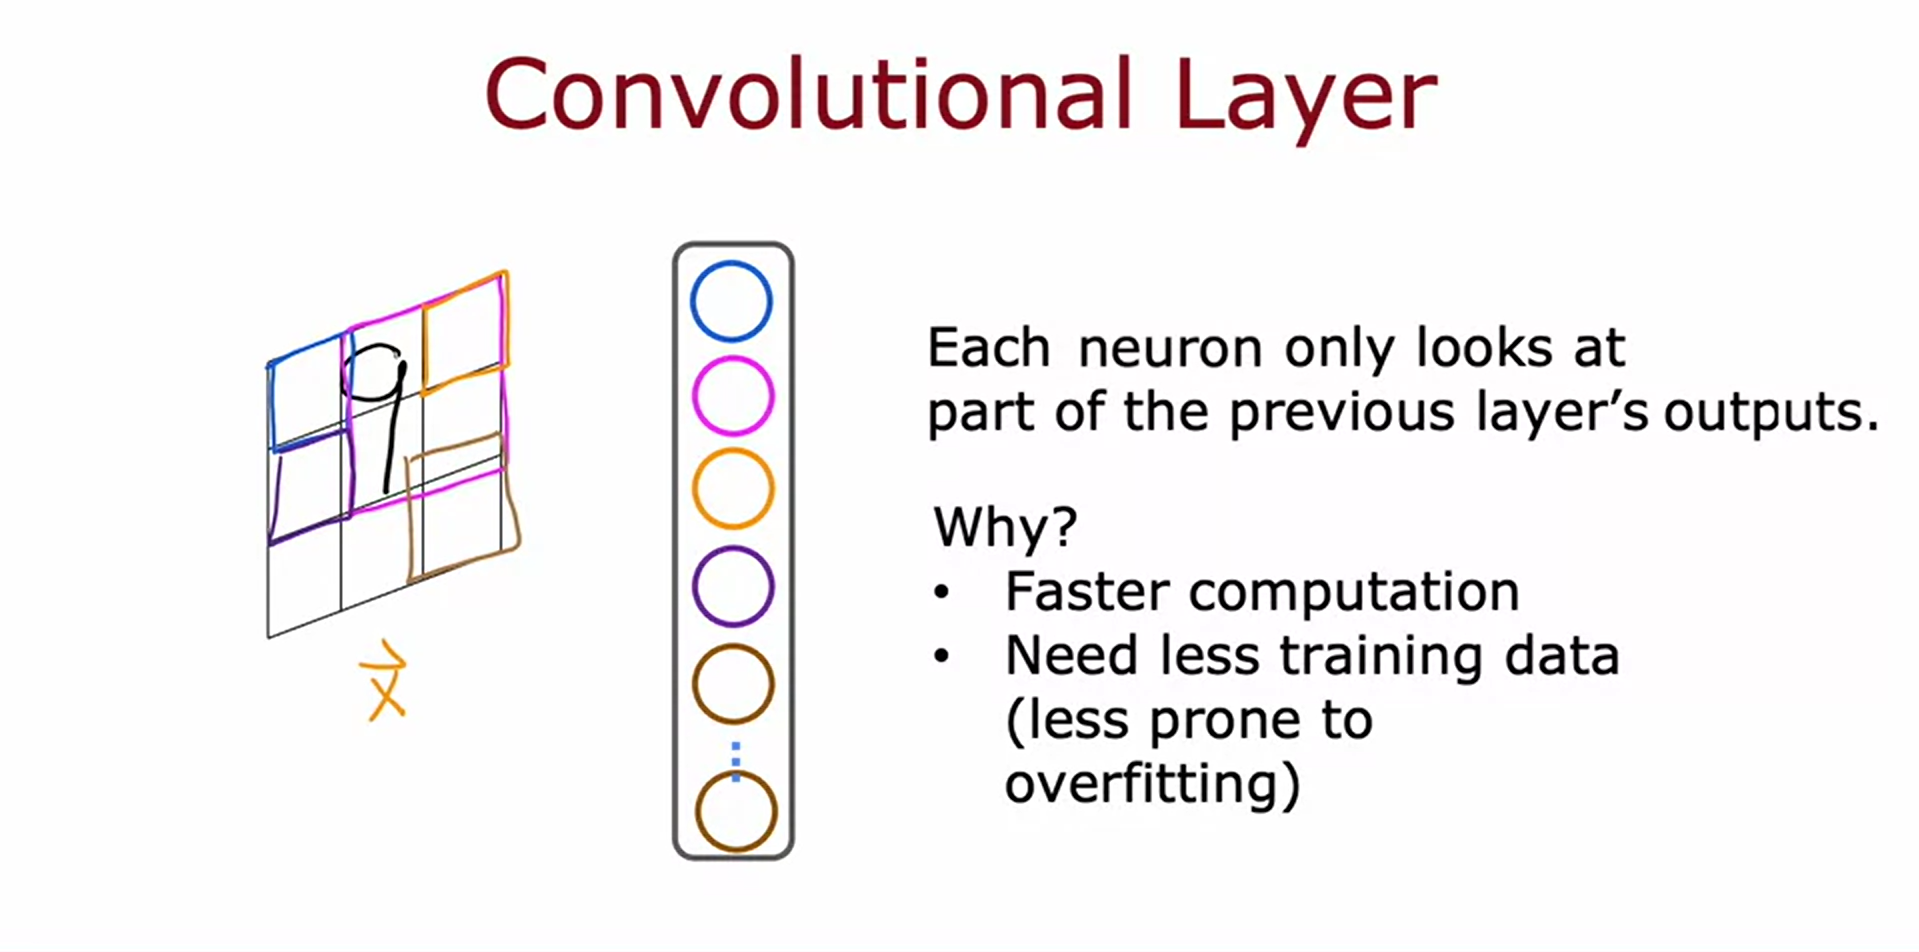 Convolutional Layer
9
x⃗
Each neuron only looks at
part of the previous layer’s outputs.
Why?
• Faster computation
• Need less training data
(less prone to
overfitting)